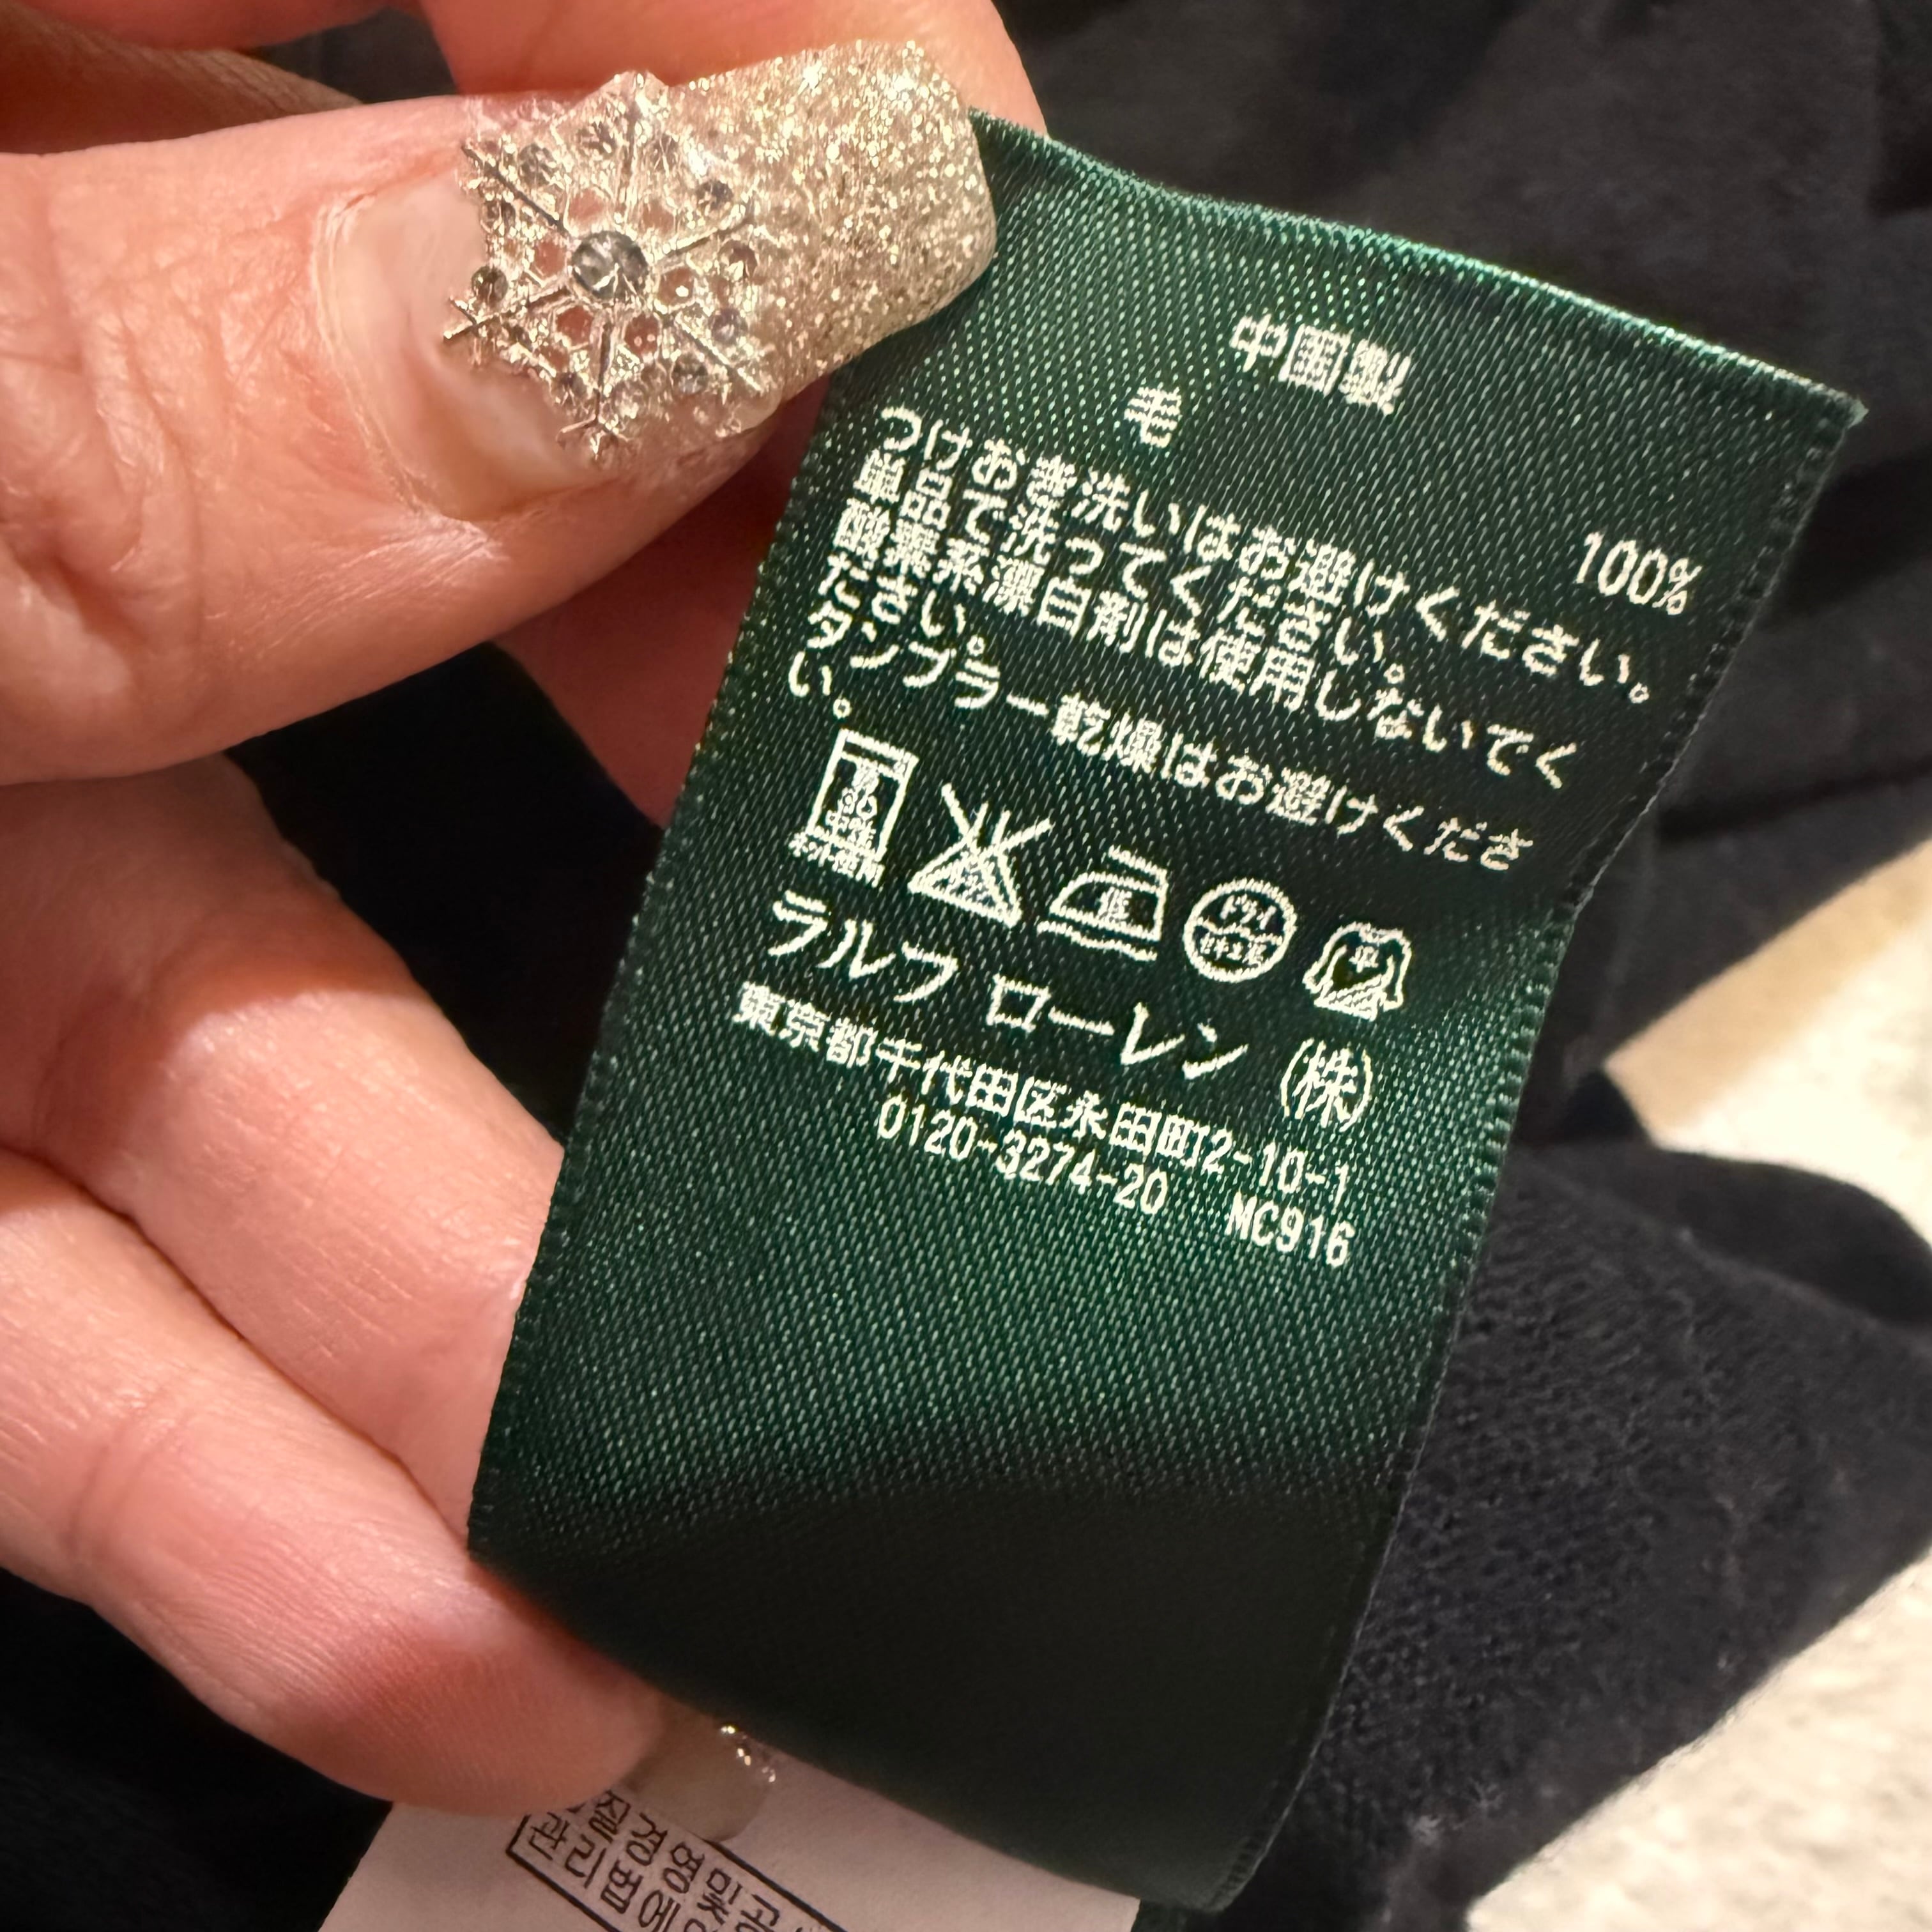 中国製
毛 100%
つけおき洗いはお避けください。
単品で洗ってください。
酸素系漂白剤は使用しないでく
ださい。
タンブラー乾燥はお避けくださ
い。
ラルフ ローレン (株)
東京都千代田区永田町2-10-1
0120-3274-20 MC916